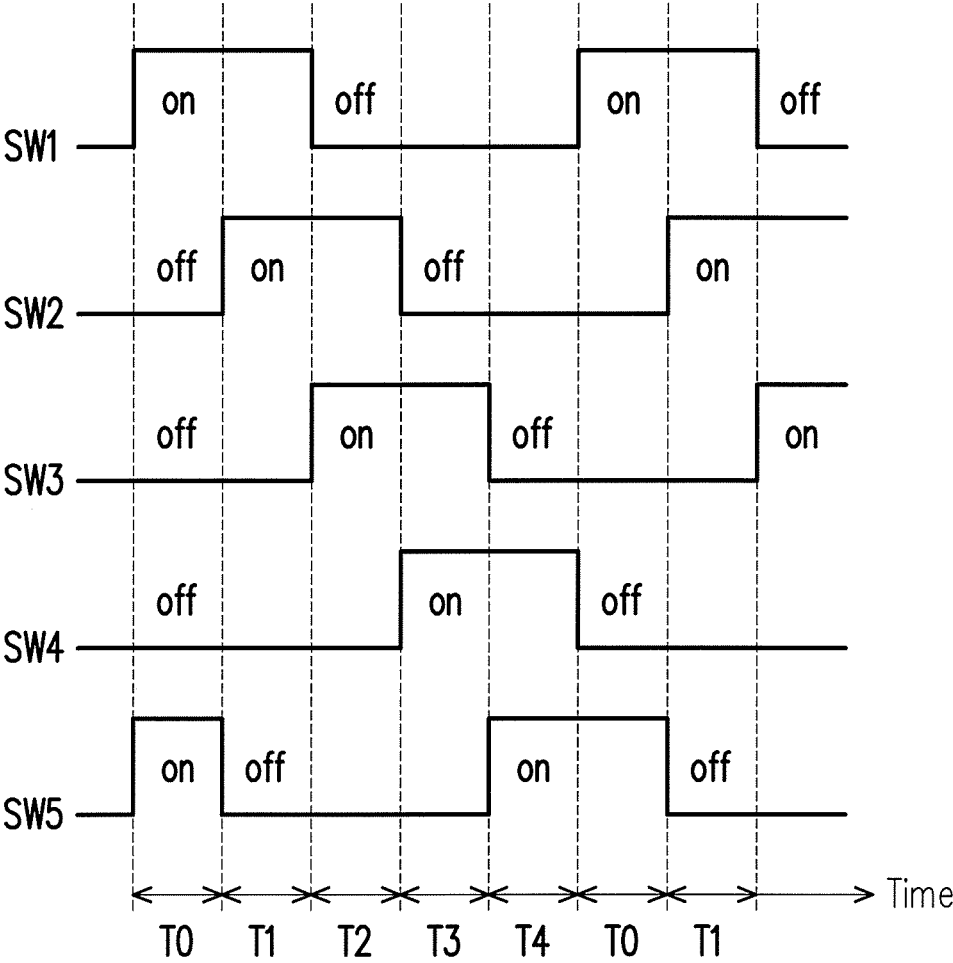 on off on off
SW1
off on off on
SW2
off on off on
SW3
off on off
SW4
on off on off
SW5
Time
T0 T1 T2 T3 T4 T0 T1